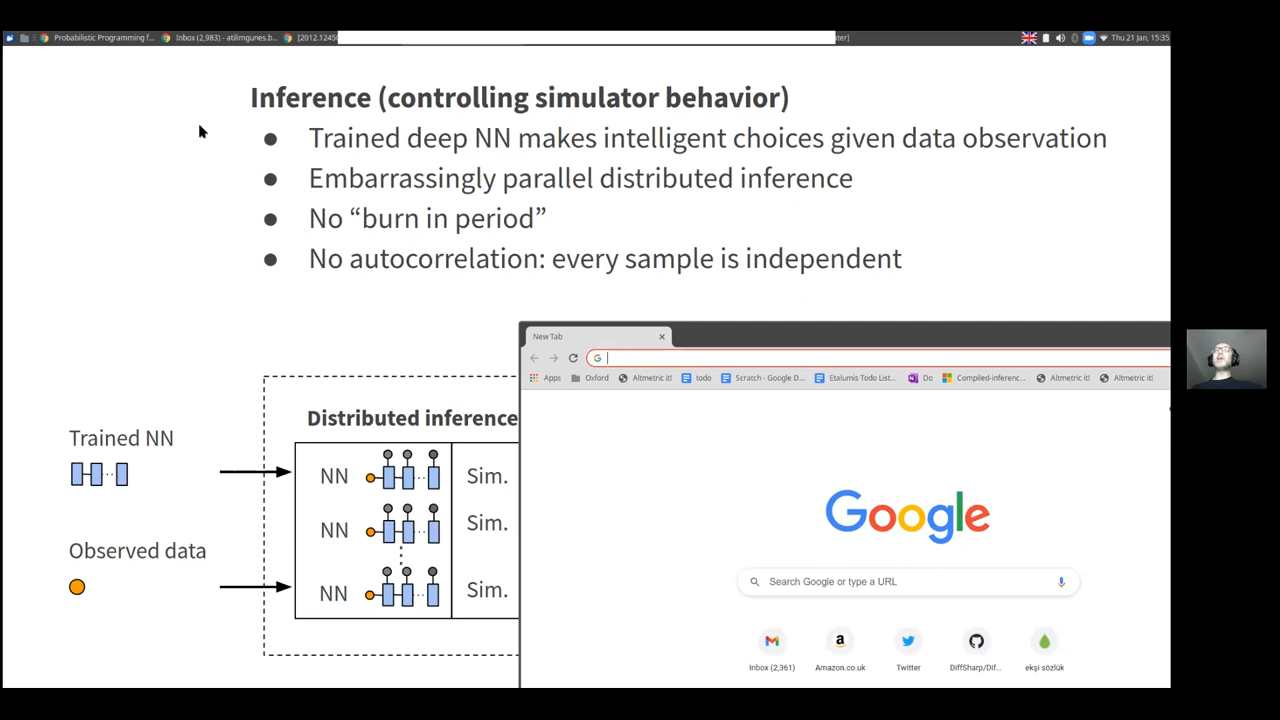 Probabilistic Programming f...
Inbox (2,983) - atilimgunes.b...
[2012.1245
ter]
Thu 21 Jan, 15:35
Inference (controlling simulator behavior)
● Trained deep NN makes intelligent choices given data observation
● Embarrassingly parallel distributed inference
● No “burn in period”
● No autocorrelation: every sample is independent
New Tab
Apps
Oxford
Altmetric it!
todo
Scratch - Google D...
Etalumis Todo List...
Do
Compiled-inferenc...
Altmetric it!
Altmetric it!
Distributed inference
Trained NN
NN
Sim.
NN
Sim.
Observed data
NN
Sim.
Google
Search Google or type a URL
Inbox (2,361)
Amazon.co.uk
Twitter
DiffSharp/Dif...
ekşi sözlük